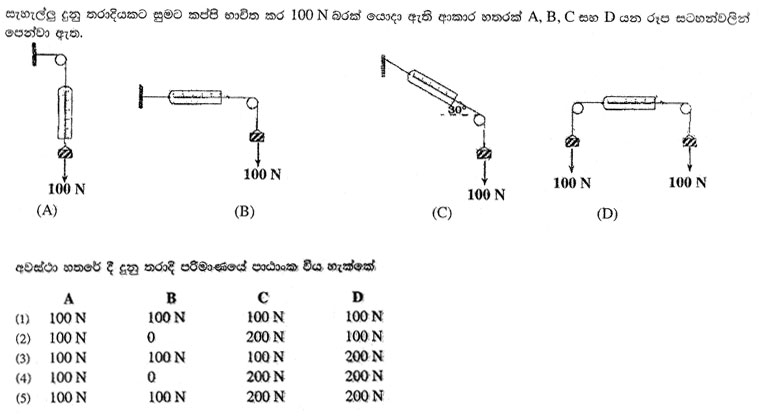 සැහැල්ලු දුනු තරාදියකට සුමට කප්පි භාවිත කර 100 N බරක් යොදා ඇති ආකාර හතරක් A, B, C සහ D යන රූප සටහන්වලින්
පෙන්වා ඇත.
30°
100 N
100 N
100 N
100 N
100 N
(A)
(B)
(C)
(D)
අවස්ථා හතරේ දී දුනු තරාදි පරිමාණයේ පාඨාංක විය හැක්කේ
A B C D
(1) 100 N 100 N 100 N 100 N
(2) 100 N 0 200 N 100 N
(3) 100 N 100 N 100 N 200 N
(4) 100 N 0 200 N 200 N
(5) 100 N 100 N 200 N 200 N